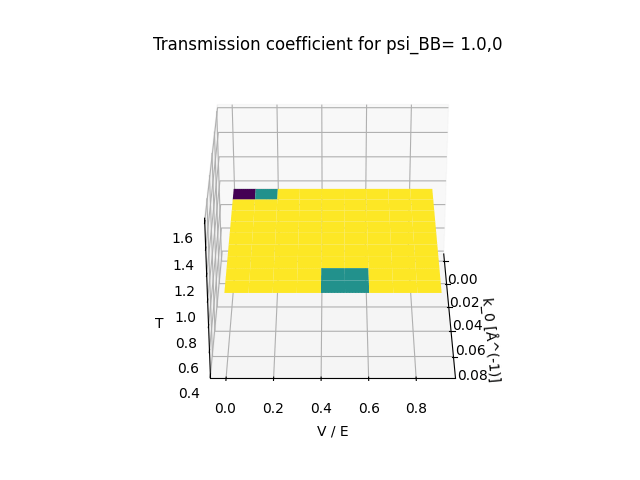 Transmission coefficient for psi_BB= 1.0,0
1.6
1.4
1.2
1.0
0.8
0.6
0.4
T
0.00
0.02
0.04
0.06
0.08
k_0 [Å^(-1)]
0.0 0.2 0.4 0.6 0.8
V / E